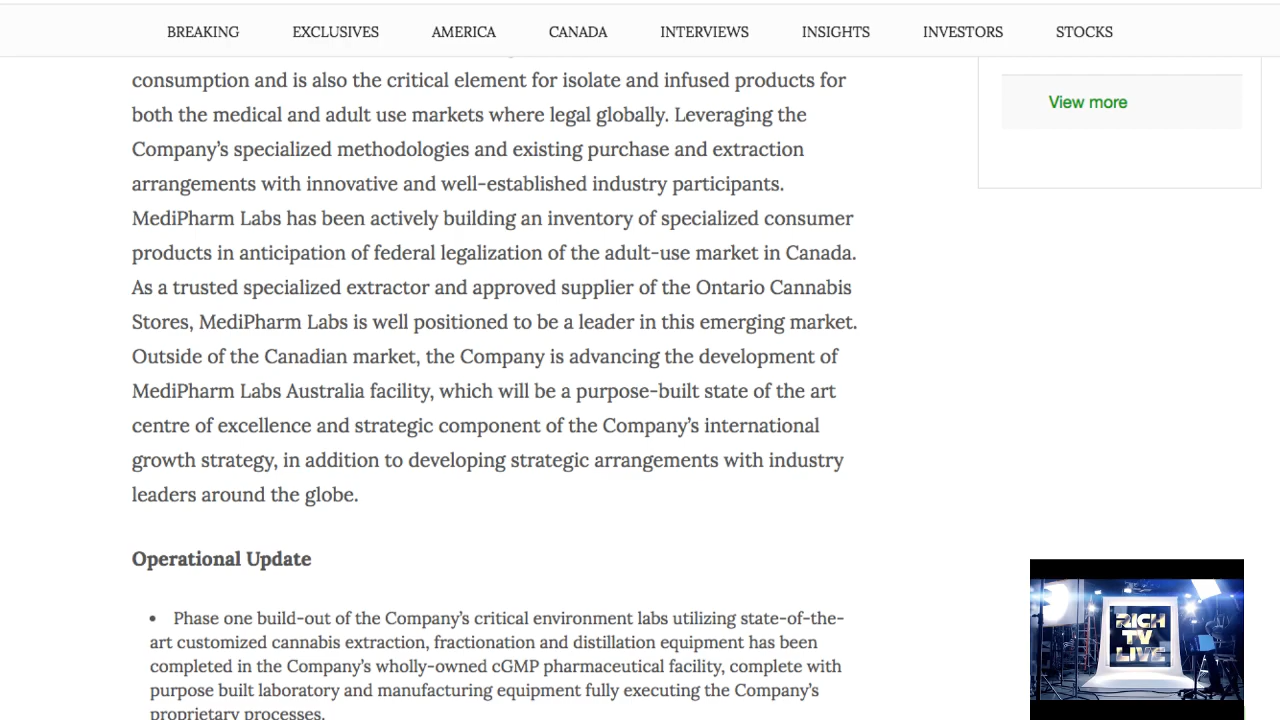 BREAKING EXCLUSIVES AMERICA CANADA INTERVIEWS INSIGHTS INVESTORS STOCKS
consumption and is also the critical element for isolate and infused products for
both the medical and adult use markets where legal globally. Leveraging the
Company’s specialized methodologies and existing purchase and extraction
arrangements with innovative and well-established industry participants.
MediPharm Labs has been actively building an inventory of specialized consumer
products in anticipation of federal legalization of the adult-use market in Canada.
As a trusted specialized extractor and approved supplier of the Ontario Cannabis
Stores, MediPharm Labs is well positioned to be a leader in this emerging market.
Outside of the Canadian market, the Company is advancing the development of
MediPharm Labs Australia facility, which will be a purpose-built state of the art
centre of excellence and strategic component of the Company’s international
growth strategy, in addition to developing strategic arrangements with industry
leaders around the globe.
Operational Update
• Phase one build-out of the Company’s critical environment labs utilizing state-of-the-
art customized cannabis extraction, fractionation and distillation equipment has been
completed in the Company’s wholly-owned cGMP pharmaceutical facility, complete with
purpose built laboratory and manufacturing equipment fully executing the Company’s
proprietary processes.
View more
RICH
TV
LIVE